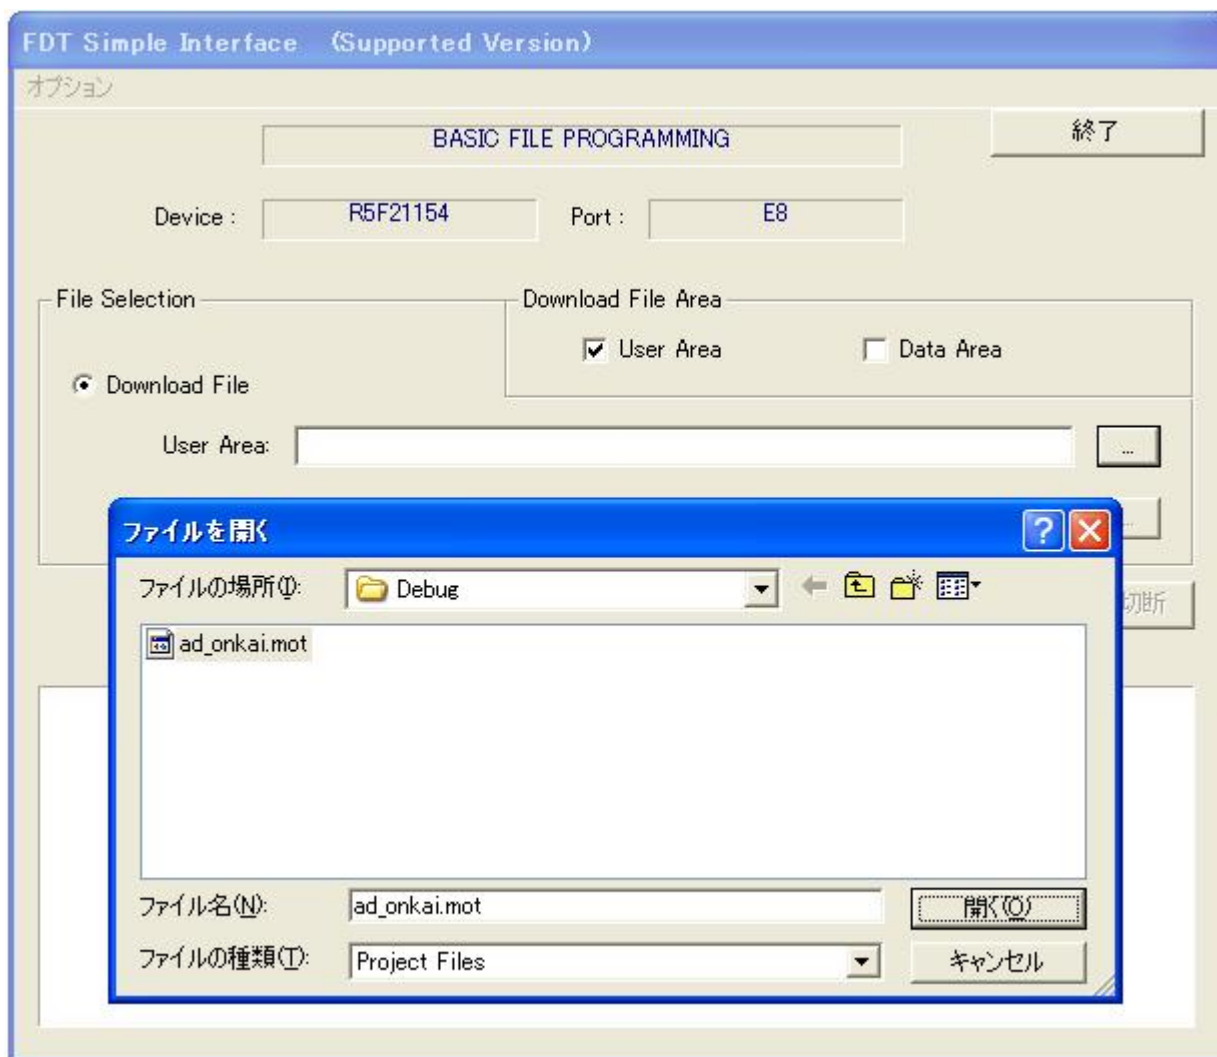 FDT Simple Interface (Supported Version)
オプション
BASIC FILE PROGRAMMING
終了
Device : R5F21154 Port : E8
File Selection
Download File Area
User Area
Data Area
Download File
User Area: ...
ファイルを開く
ファイルの場所(I): Debug
切断
ad_onkai.mot
ファイル名(N): ad_onkai.mot 開く(O)
ファイルの種類(T): Project Files キャンセル